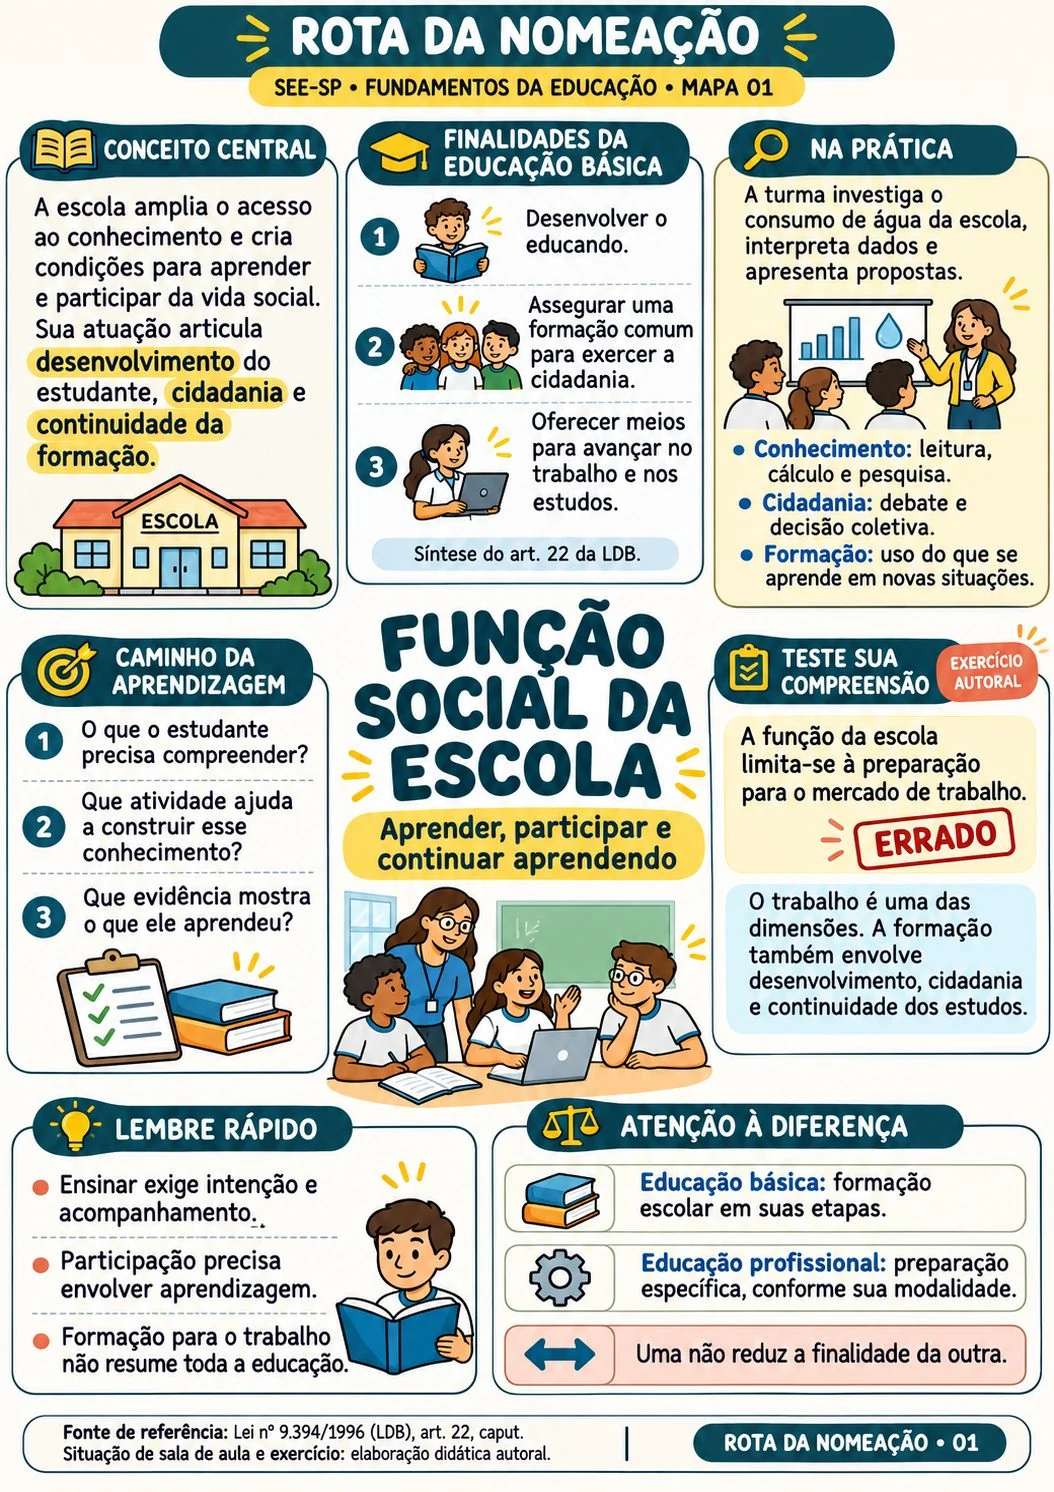 ROTA DA NOMEAÇÃO
SEE-SP • FUNDAMENTOS DA EDUCAÇÃO • MAPA 01
CONCEITO CENTRAL
A escola amplia o acesso
ao conhecimento e cria
condições para aprender
e participar da vida social.
Sua atuação articula
desenvolvimento do
estudante, cidadania e
continuidade da
formação.
ESCOLA
FINALIDADES DA
EDUCAÇÃO BÁSICA
1
Desenvolver o
educando.
2
Assegurar uma
formação comum
para exercer a
cidadania.
3
Oferecer meios
para avançar no
trabalho e nos
estudos.
Síntese do art. 22 da LDB.
NA PRÁTICA
A turma investiga o
consumo de água da escola,
interpreta dados e
apresenta propostas.
• Conhecimento: leitura,
cálculo e pesquisa.
• Cidadania: debate e
decisão coletiva.
• Formação: uso do que se
aprende em novas situações.
FUNÇÃO
SOCIAL DA
ESCOLA
Aprender, participar e
continuar aprendendo
CAMINHO DA
APRENDIZAGEM
1
O que o estudante
precisa compreender?
2
Que atividade ajuda
a construir esse
conhecimento?
3
Que evidência mostra
o que ele aprendeu?
TESTE SUA
COMPREENSÃO
EXERCÍCIO
AUTORAL
A função da escola
limita-se à preparação
para o mercado de trabalho.
ERRADO
O trabalho é uma das
dimensões. A formação
também envolve
desenvolvimento, cidadania
e continuidade dos estudos.
LEMBRE RÁPIDO
Ensinar exige intenção e
acompanhamento.
Participação precisa
envolver aprendizagem.
Formação para o trabalho
não resume toda a educação.
ATENÇÃO À DIFERENÇA
Educação básica: formação
escolar em suas etapas.
Educação profissional: preparação
específica, conforme sua modalidade.
Uma não reduz a finalidade da outra.
Fonte de referência: Lei nº 9.394/1996 (LDB), art. 22, caput.
Situação de sala de aula e exercício: elaboração didática autoral.
ROTA DA NOMEAÇÃO • 01